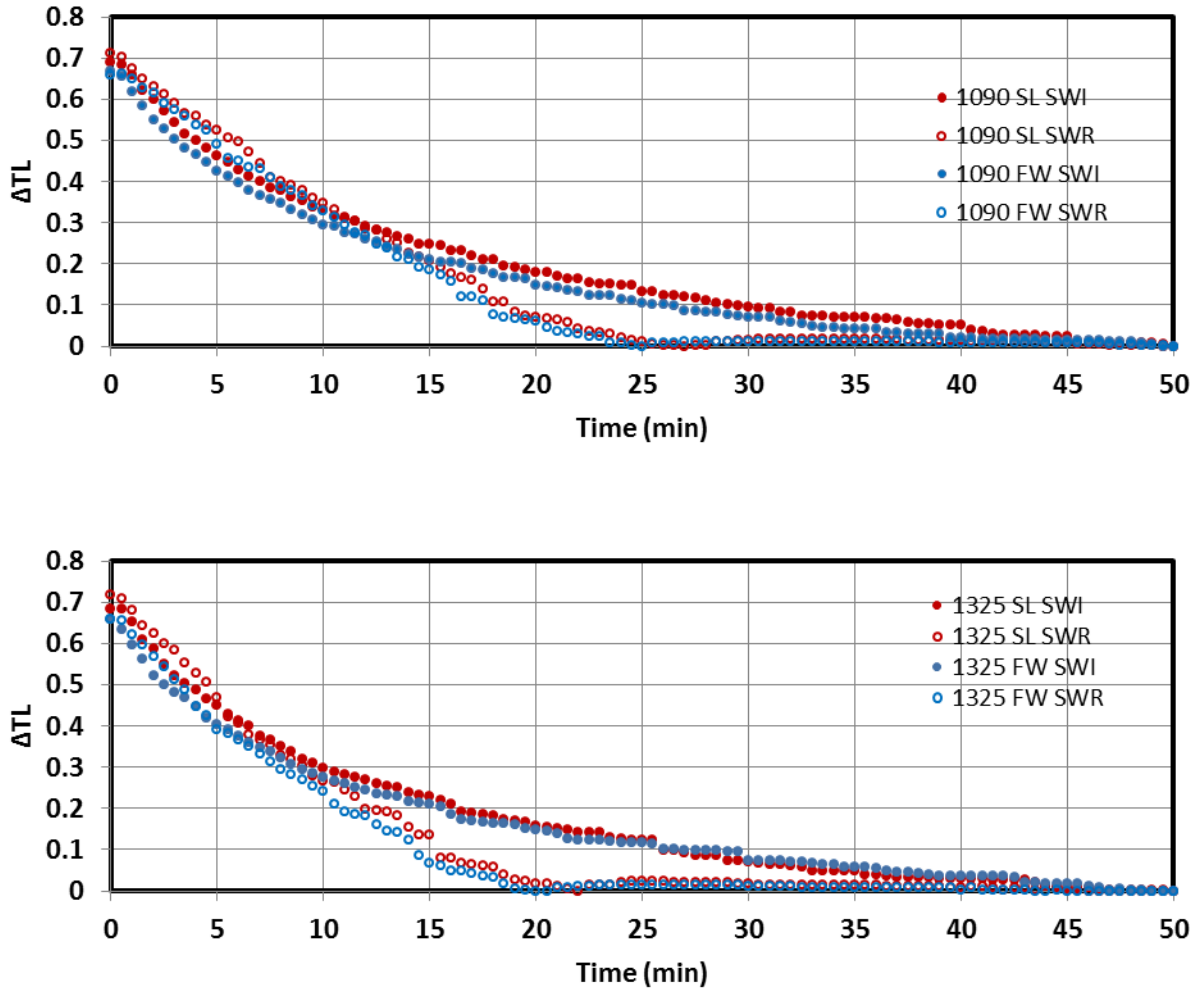 0.8
0.7
0.6
0.5
0.4
0.3
0.2
0.1
0
ΔTL
1090 SL SWI
1090 SL SWR
1090 FW SWI
1090 FW SWR
0 5 10 15 20 25 30 35 40 45 50
Time (min)
0.8
0.7
0.6
0.5
0.4
0.3
0.2
0.1
0
ΔTL
1325 SL SWI
1325 SL SWR
1325 FW SWI
1325 FW SWR
0 5 10 15 20 25 30 35 40 45 50
Time (min)